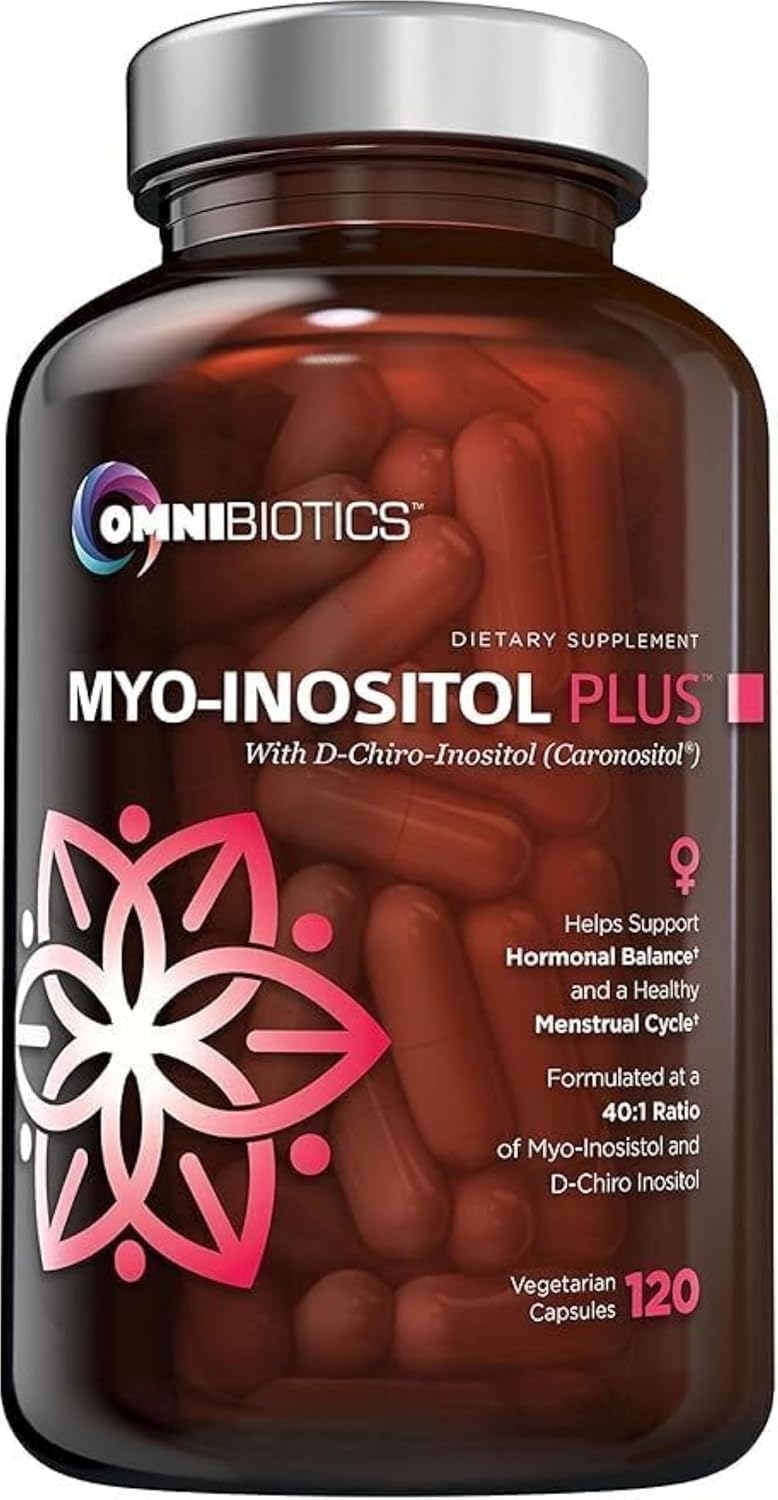 OMNIBIOTICS™
DIETARY SUPPLEMENT
MYO-INOSITOL PLUS™
With D-Chiro-Inositol (Caronositol®)
Helps Support
Hormonal Balance†
and a Healthy
Menstrual Cycle†
Formulated at a
40:1 Ratio
of Myo-Inosistol and
D-Chiro Inositol
Vegetarian
Capsules 120